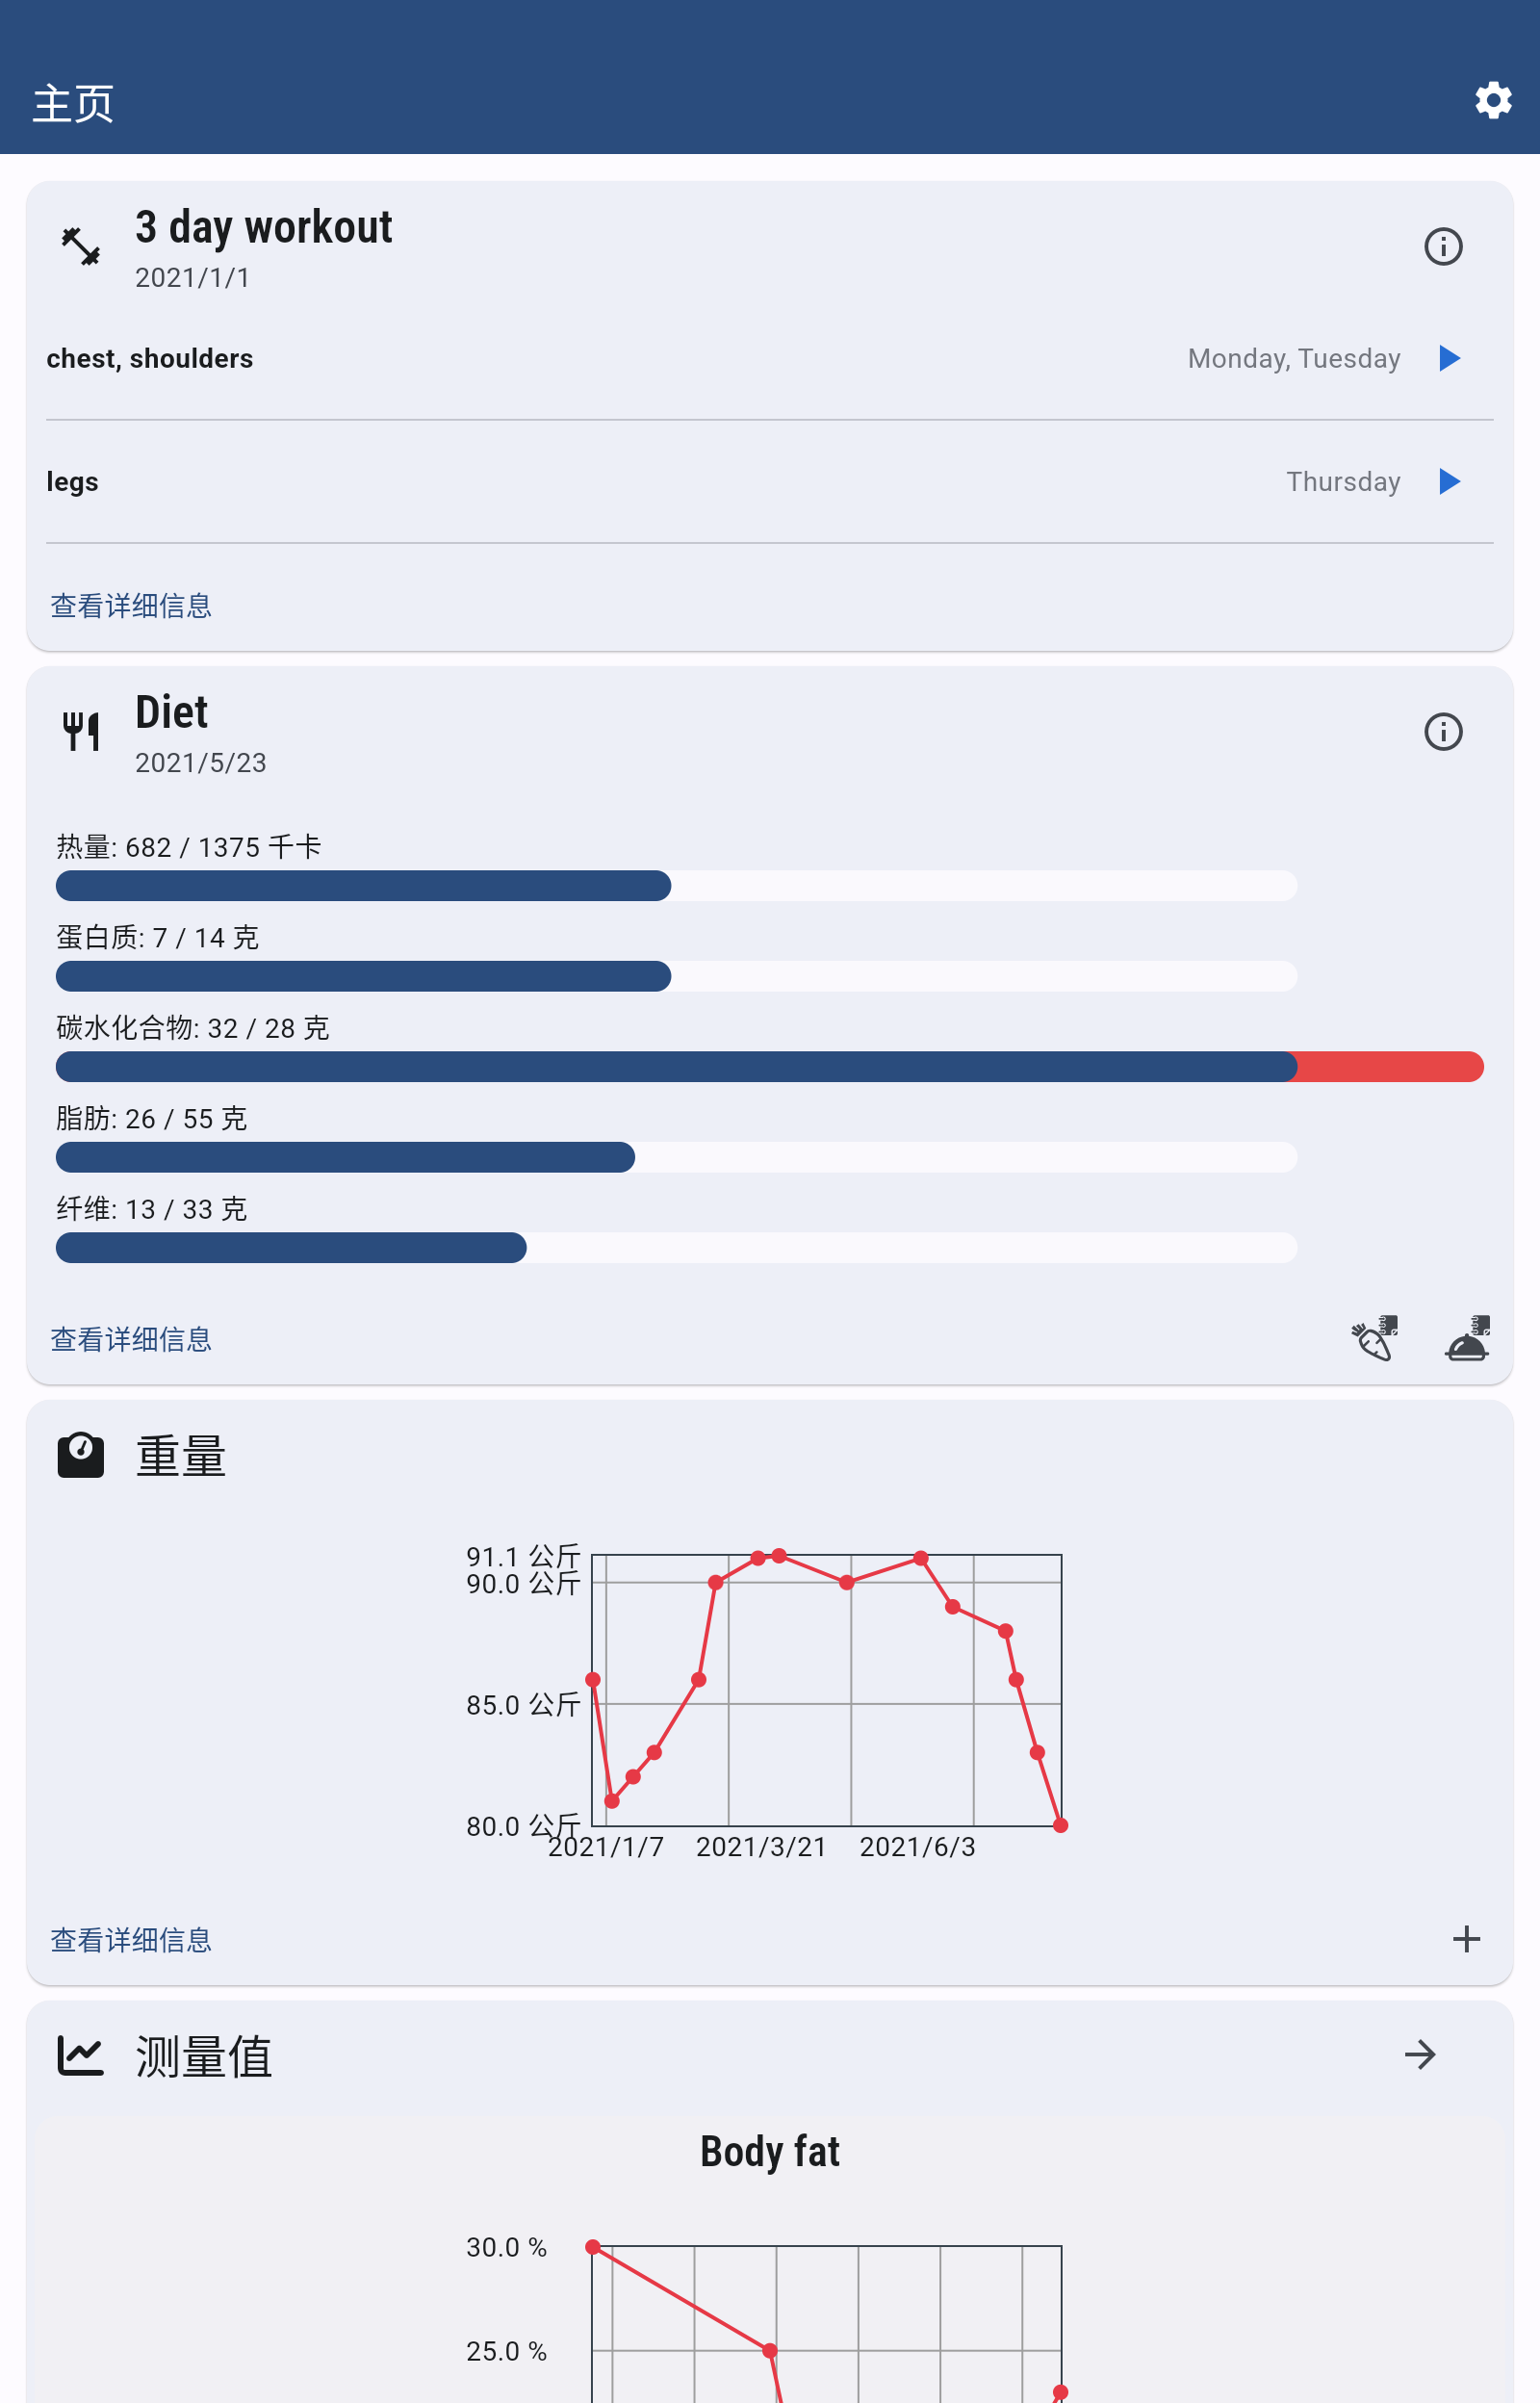 主页
3 day workout
2021/1/1
chest, shoulders
Monday, Tuesday
legs
Thursday
查看详细信息
Diet
2021/5/23
热量: 682 / 1375 千卡
蛋白质: 7 / 14 克
碳水化合物: 32 / 28 克
脂肪: 26 / 55 克
纤维: 13 / 33 克
查看详细信息
重量
91.1 公斤
90.0 公斤
85.0 公斤
80.0 公斤
2021/1/7 2021/3/21 2021/6/3
查看详细信息
测量值
Body fat
30.0 %
25.0 %